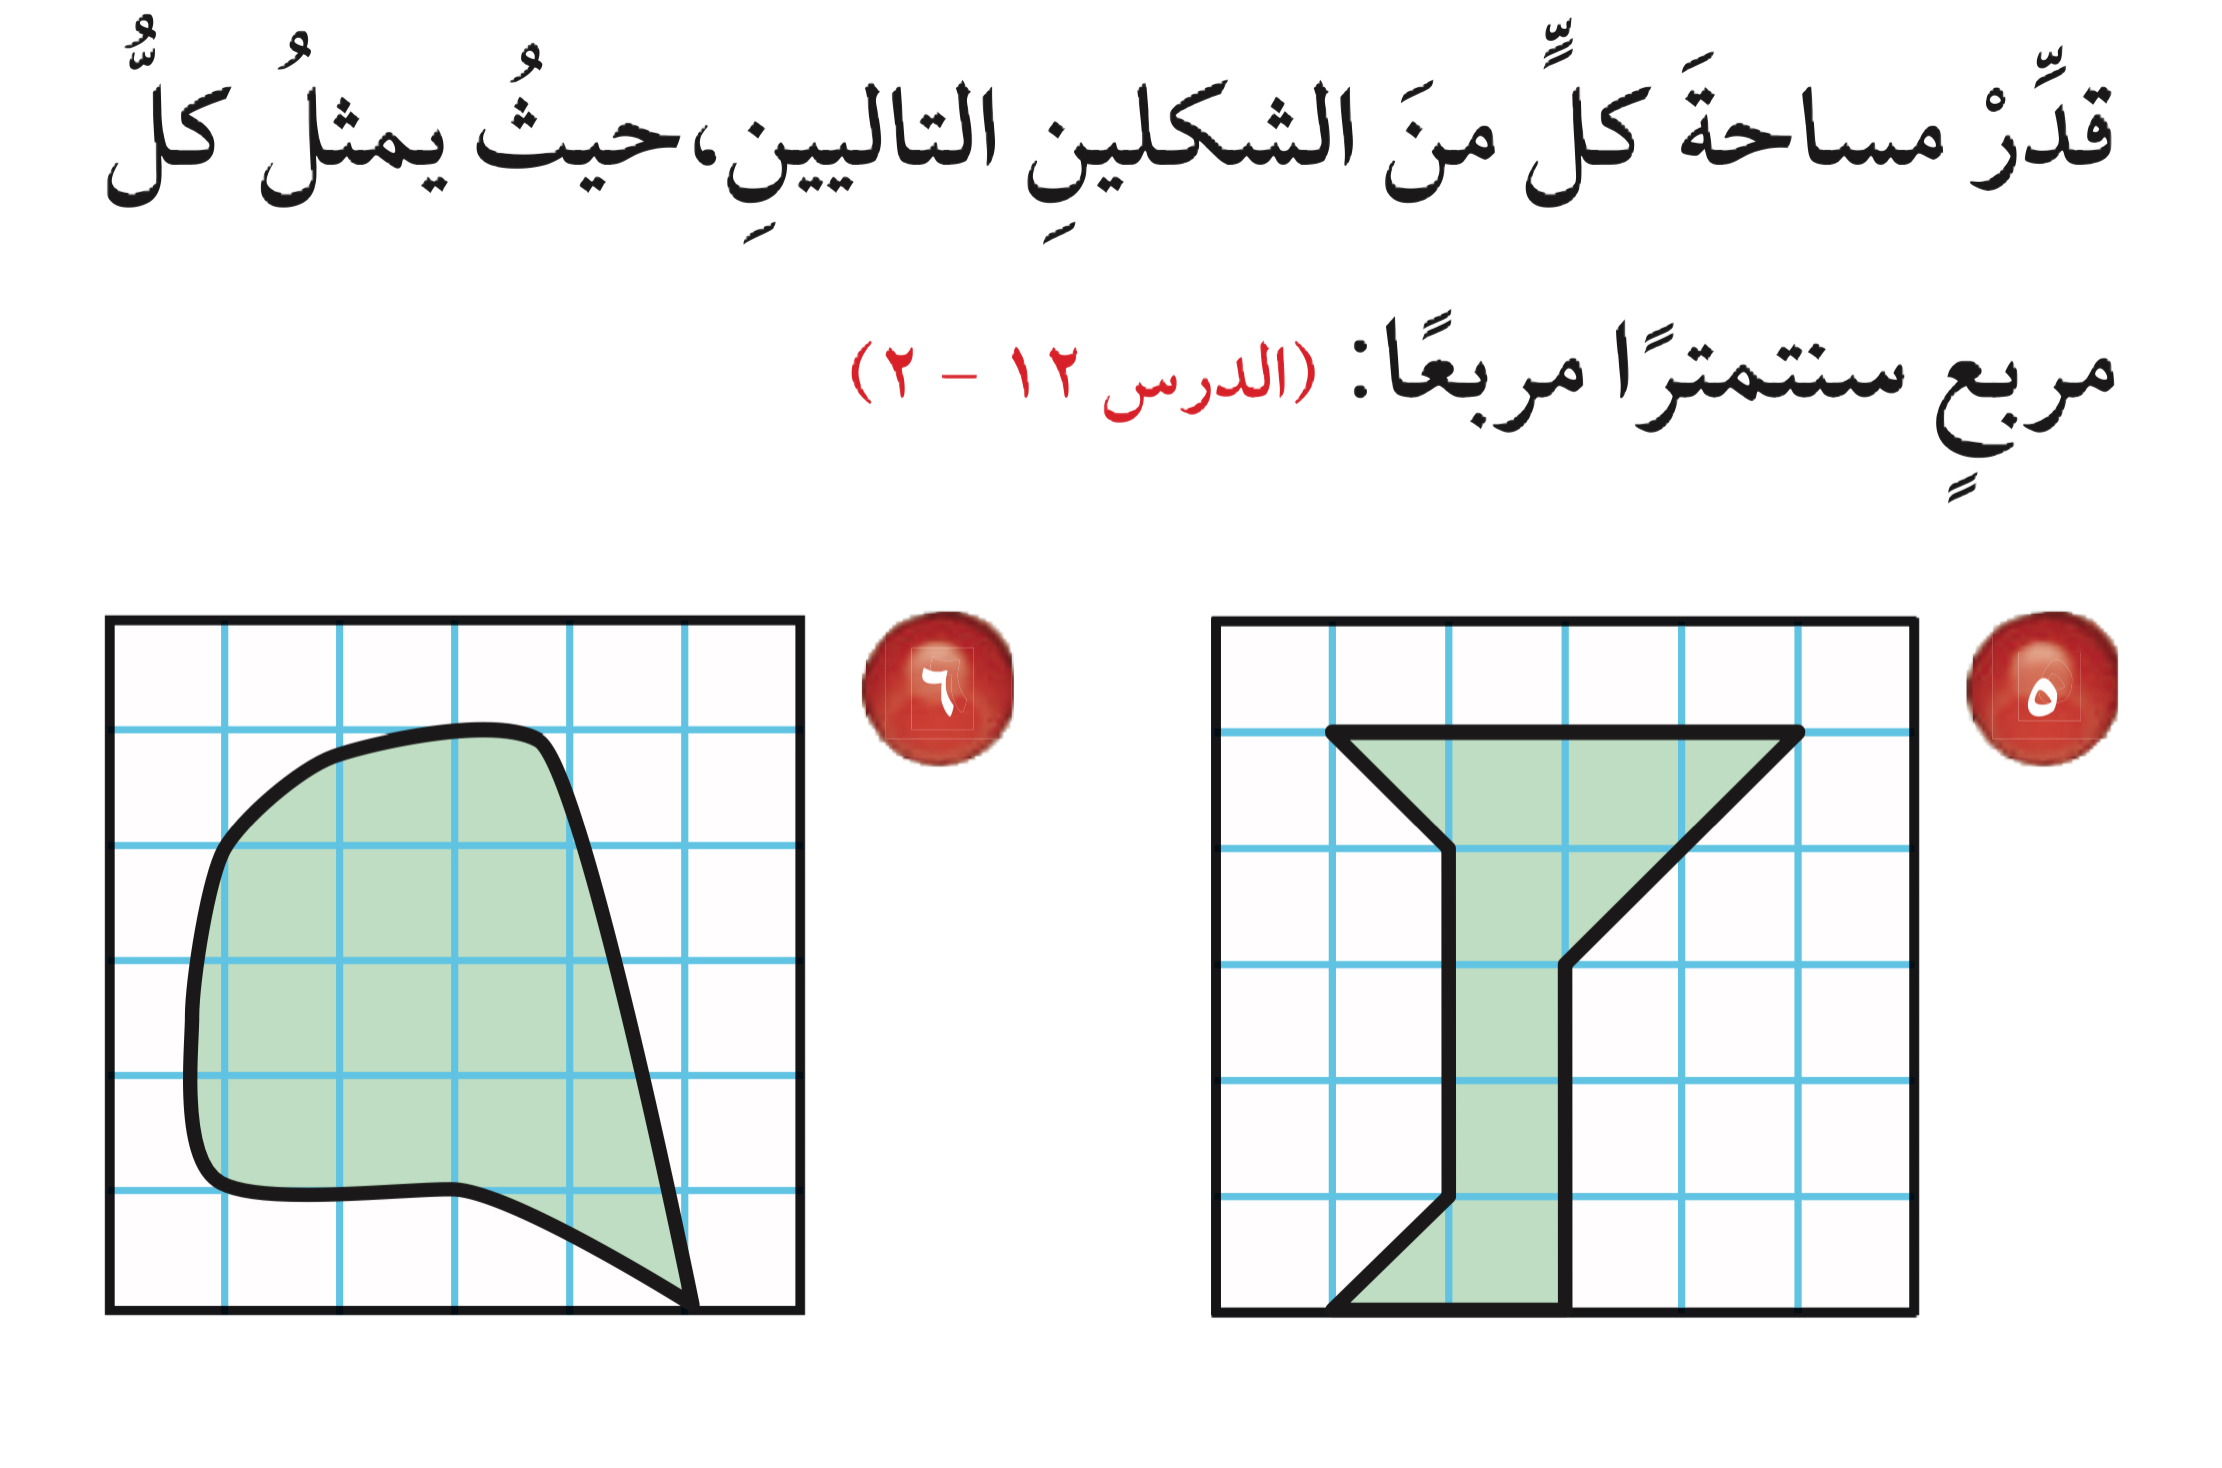 قدِّرْ مساحةَ كلٍّ منَ الشكلينِ التاليينِ،حيثُ يمثلُ كلُّ
مربعٍ سنتمترًا مربعًا: (الدرس ١٢ – ٢)
٥
٦